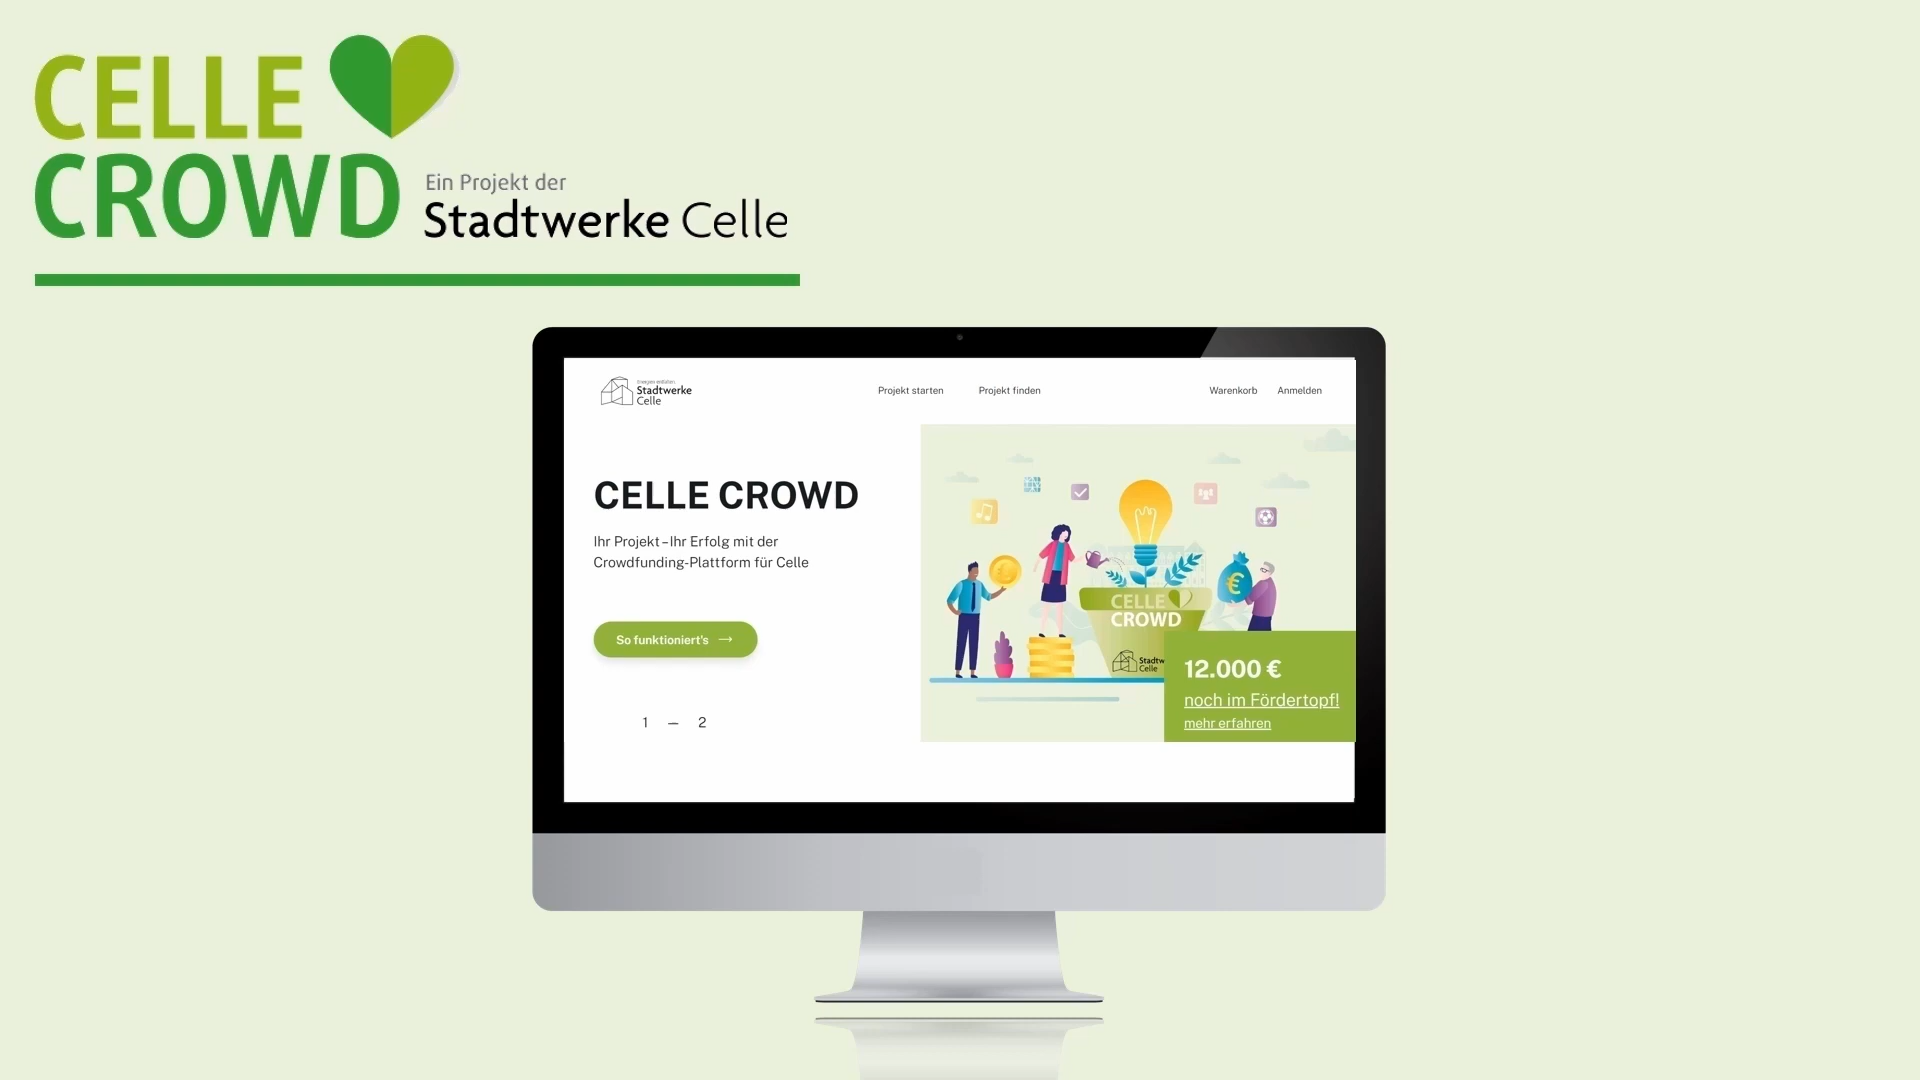 CELLE
CROWD
Ein Projekt der
Stadtwerke Celle
Stadtwerke
Celle
Projekt starten
Projekt finden
Warenkorb
Anmelden
CELLE CROWD
Ihr Projekt – Ihr Erfolg mit der
Crowdfunding-Plattform für Celle
So funktioniert's →
1 — 2
CELLE
CROWD
Stadtw
Celle
12.000 €
noch im Fördertopf!
mehr erfahren